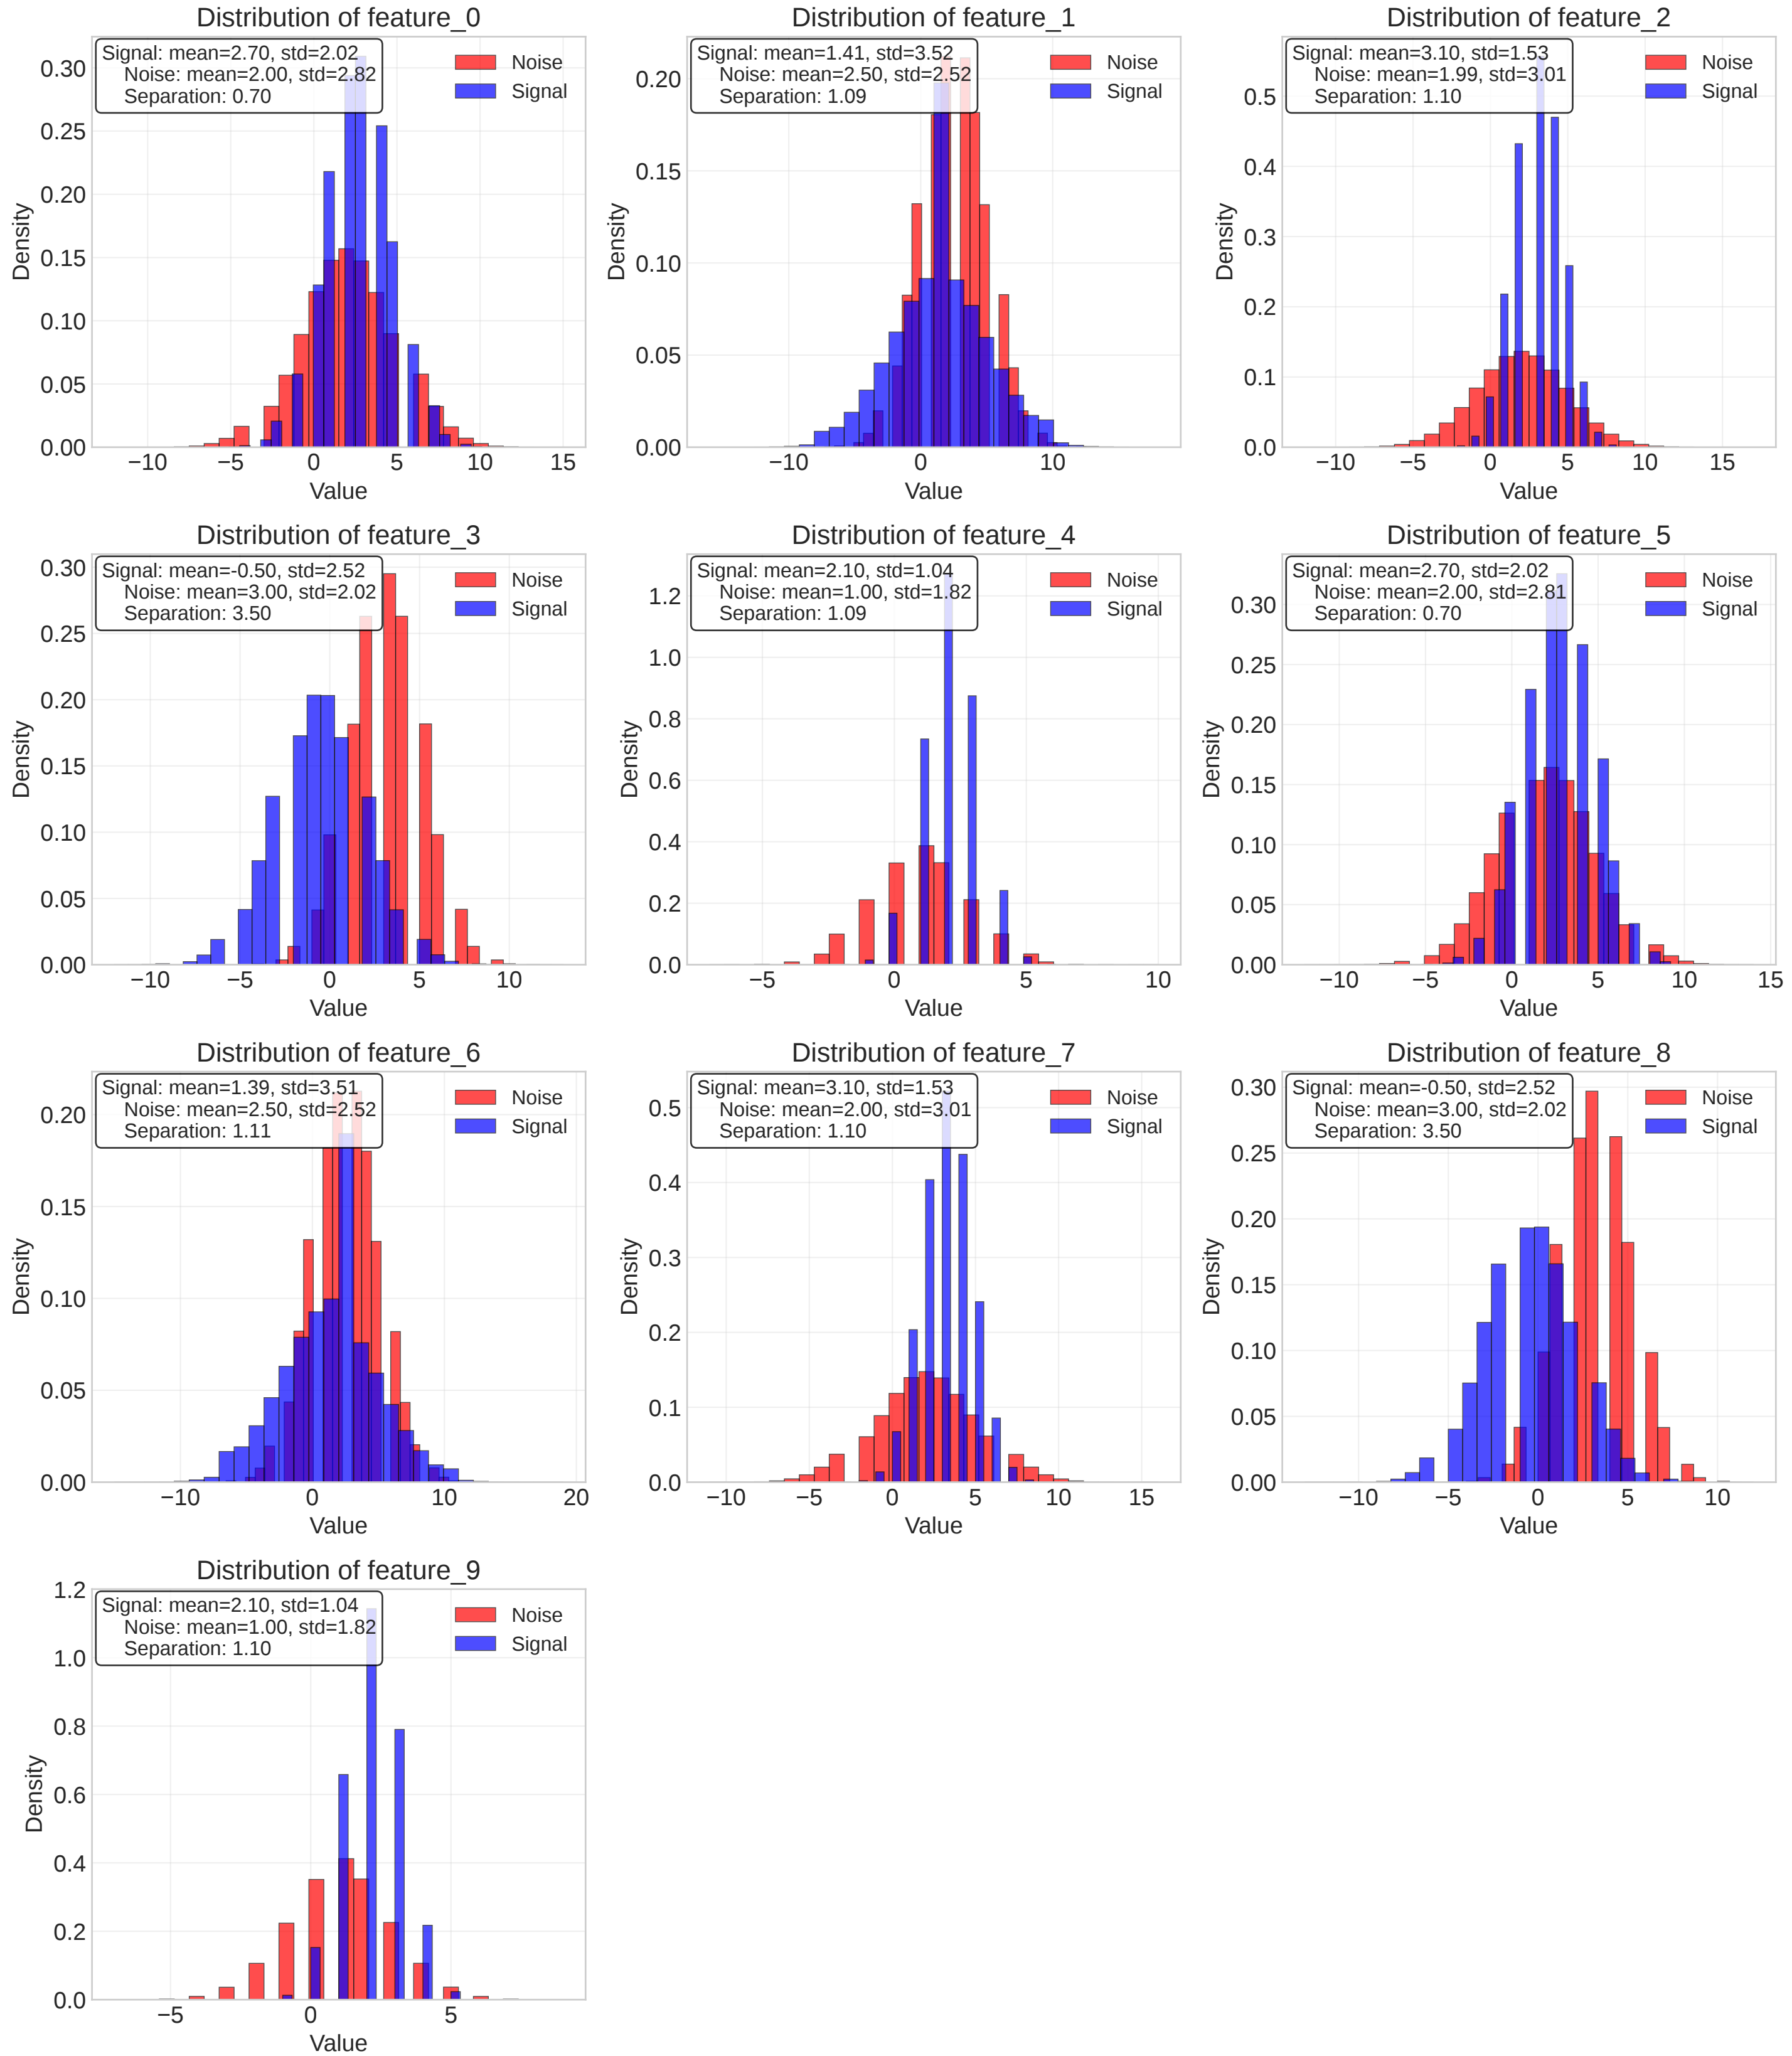 Distribution of feature_0
Signal: mean=2.70, std=2.02
Noise: mean=2.00, std=2.82
Separation: 0.70
Noise
Signal
0.30
0.25
0.20
0.15
0.10
0.05
0.00
Density
−10
−5
0
5
10
15
Value
Distribution of feature_1
Signal: mean=1.41, std=3.52
Noise: mean=2.50, std=2.52
Separation: 1.09
Noise
Signal
0.20
0.15
0.10
0.05
0.00
Density
−10
0
10
Value
Distribution of feature_2
Signal: mean=3.10, std=1.53
Noise: mean=1.99, std=3.01
Separation: 1.10
Noise
Signal
0.5
0.4
0.3
0.2
0.1
0.0
Density
−10
−5
0
5
10
15
Value
Distribution of feature_3
Signal: mean=-0.50, std=2.52
Noise: mean=3.00, std=2.02
Separation: 3.50
Noise
Signal
0.30
0.25
0.20
0.15
0.10
0.05
0.00
Density
−10
−5
0
5
10
Value
Distribution of feature_4
Signal: mean=2.10, std=1.04
Noise: mean=1.00, std=1.82
Separation: 1.09
Noise
Signal
1.2
1.0
0.8
0.6
0.4
0.2
0.0
Density
−5
0
5
10
Value
Distribution of feature_5
Signal: mean=2.70, std=2.02
Noise: mean=2.00, std=2.81
Separation: 0.70
Noise
Signal
0.30
0.25
0.20
0.15
0.10
0.05
0.00
Density
−10
−5
0
5
10
15
Value
Distribution of feature_6
Signal: mean=1.39, std=3.51
Noise: mean=2.50, std=2.52
Separation: 1.11
Noise
Signal
0.20
0.15
0.10
0.05
0.00
Density
−10
0
10
20
Value
Distribution of feature_7
Signal: mean=3.10, std=1.53
Noise: mean=2.00, std=3.01
Separation: 1.10
Noise
Signal
0.5
0.4
0.3
0.2
0.1
0.0
Density
−10
−5
0
5
10
15
Value
Distribution of feature_8
Signal: mean=-0.50, std=2.52
Noise: mean=3.00, std=2.02
Separation: 3.50
Noise
Signal
0.30
0.25
0.20
0.15
0.10
0.05
0.00
Density
−10
−5
0
5
10
Value
Distribution of feature_9
Signal: mean=2.10, std=1.04
Noise: mean=1.00, std=1.82
Separation: 1.10
Noise
Signal
1.2
1.0
0.8
0.6
0.4
0.2
0.0
Density
−5
0
5
Value